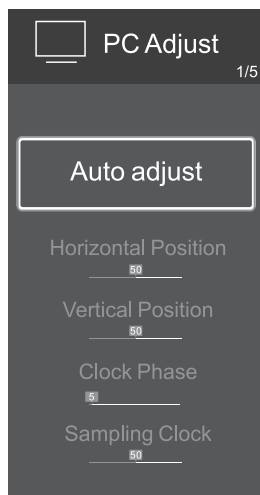 PC Adjust
1/5
Auto adjust
Horizontal Position
50
Vertical Position
50
Clock Phase
5
Sampling Clock
50